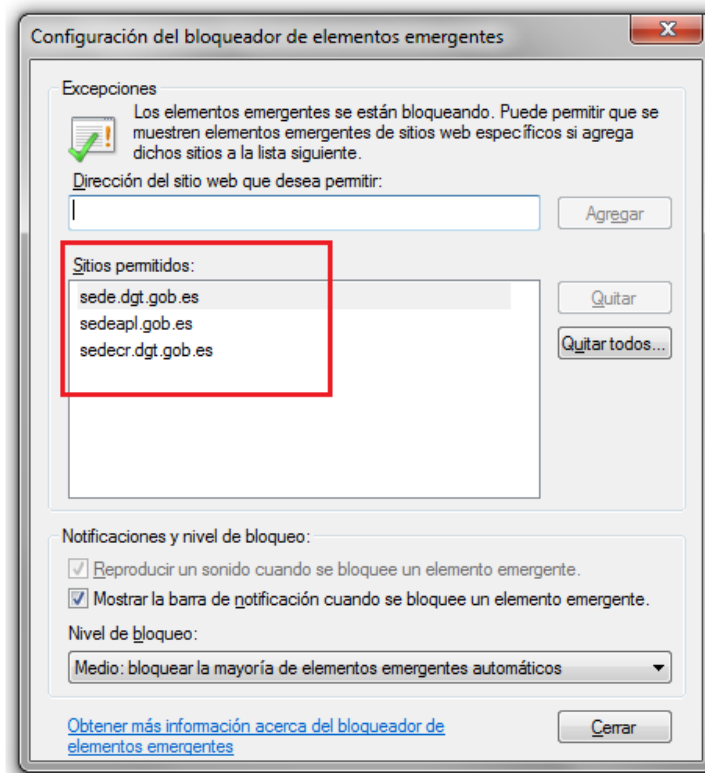 Configuración del bloqueador de elementos emergentes
Excepciones
Los elementos emergentes se están bloqueando. Puede permitir que se
muestren elementos emergentes de sitios web específicos si agrega
dichos sitios a la lista siguiente.
Dirección del sitio web que desea permitir:
Agregar
Sitios permitidos:
sede.dgt.gob.es
Quitar
sedeapl.gob.es
sedecr.dgt.gob.es
Quitar todos...
Notificaciones y nivel de bloqueo:
Reproducir un sonido cuando se bloquee un elemento emergente.
Mostrar la barra de notificación cuando se bloquee un elemento emergente.
Nivel de bloqueo:
Medio: bloquear la mayoría de elementos emergentes automáticos
Obtener más información acerca del bloqueador de
elementos emergentes
Cerrar